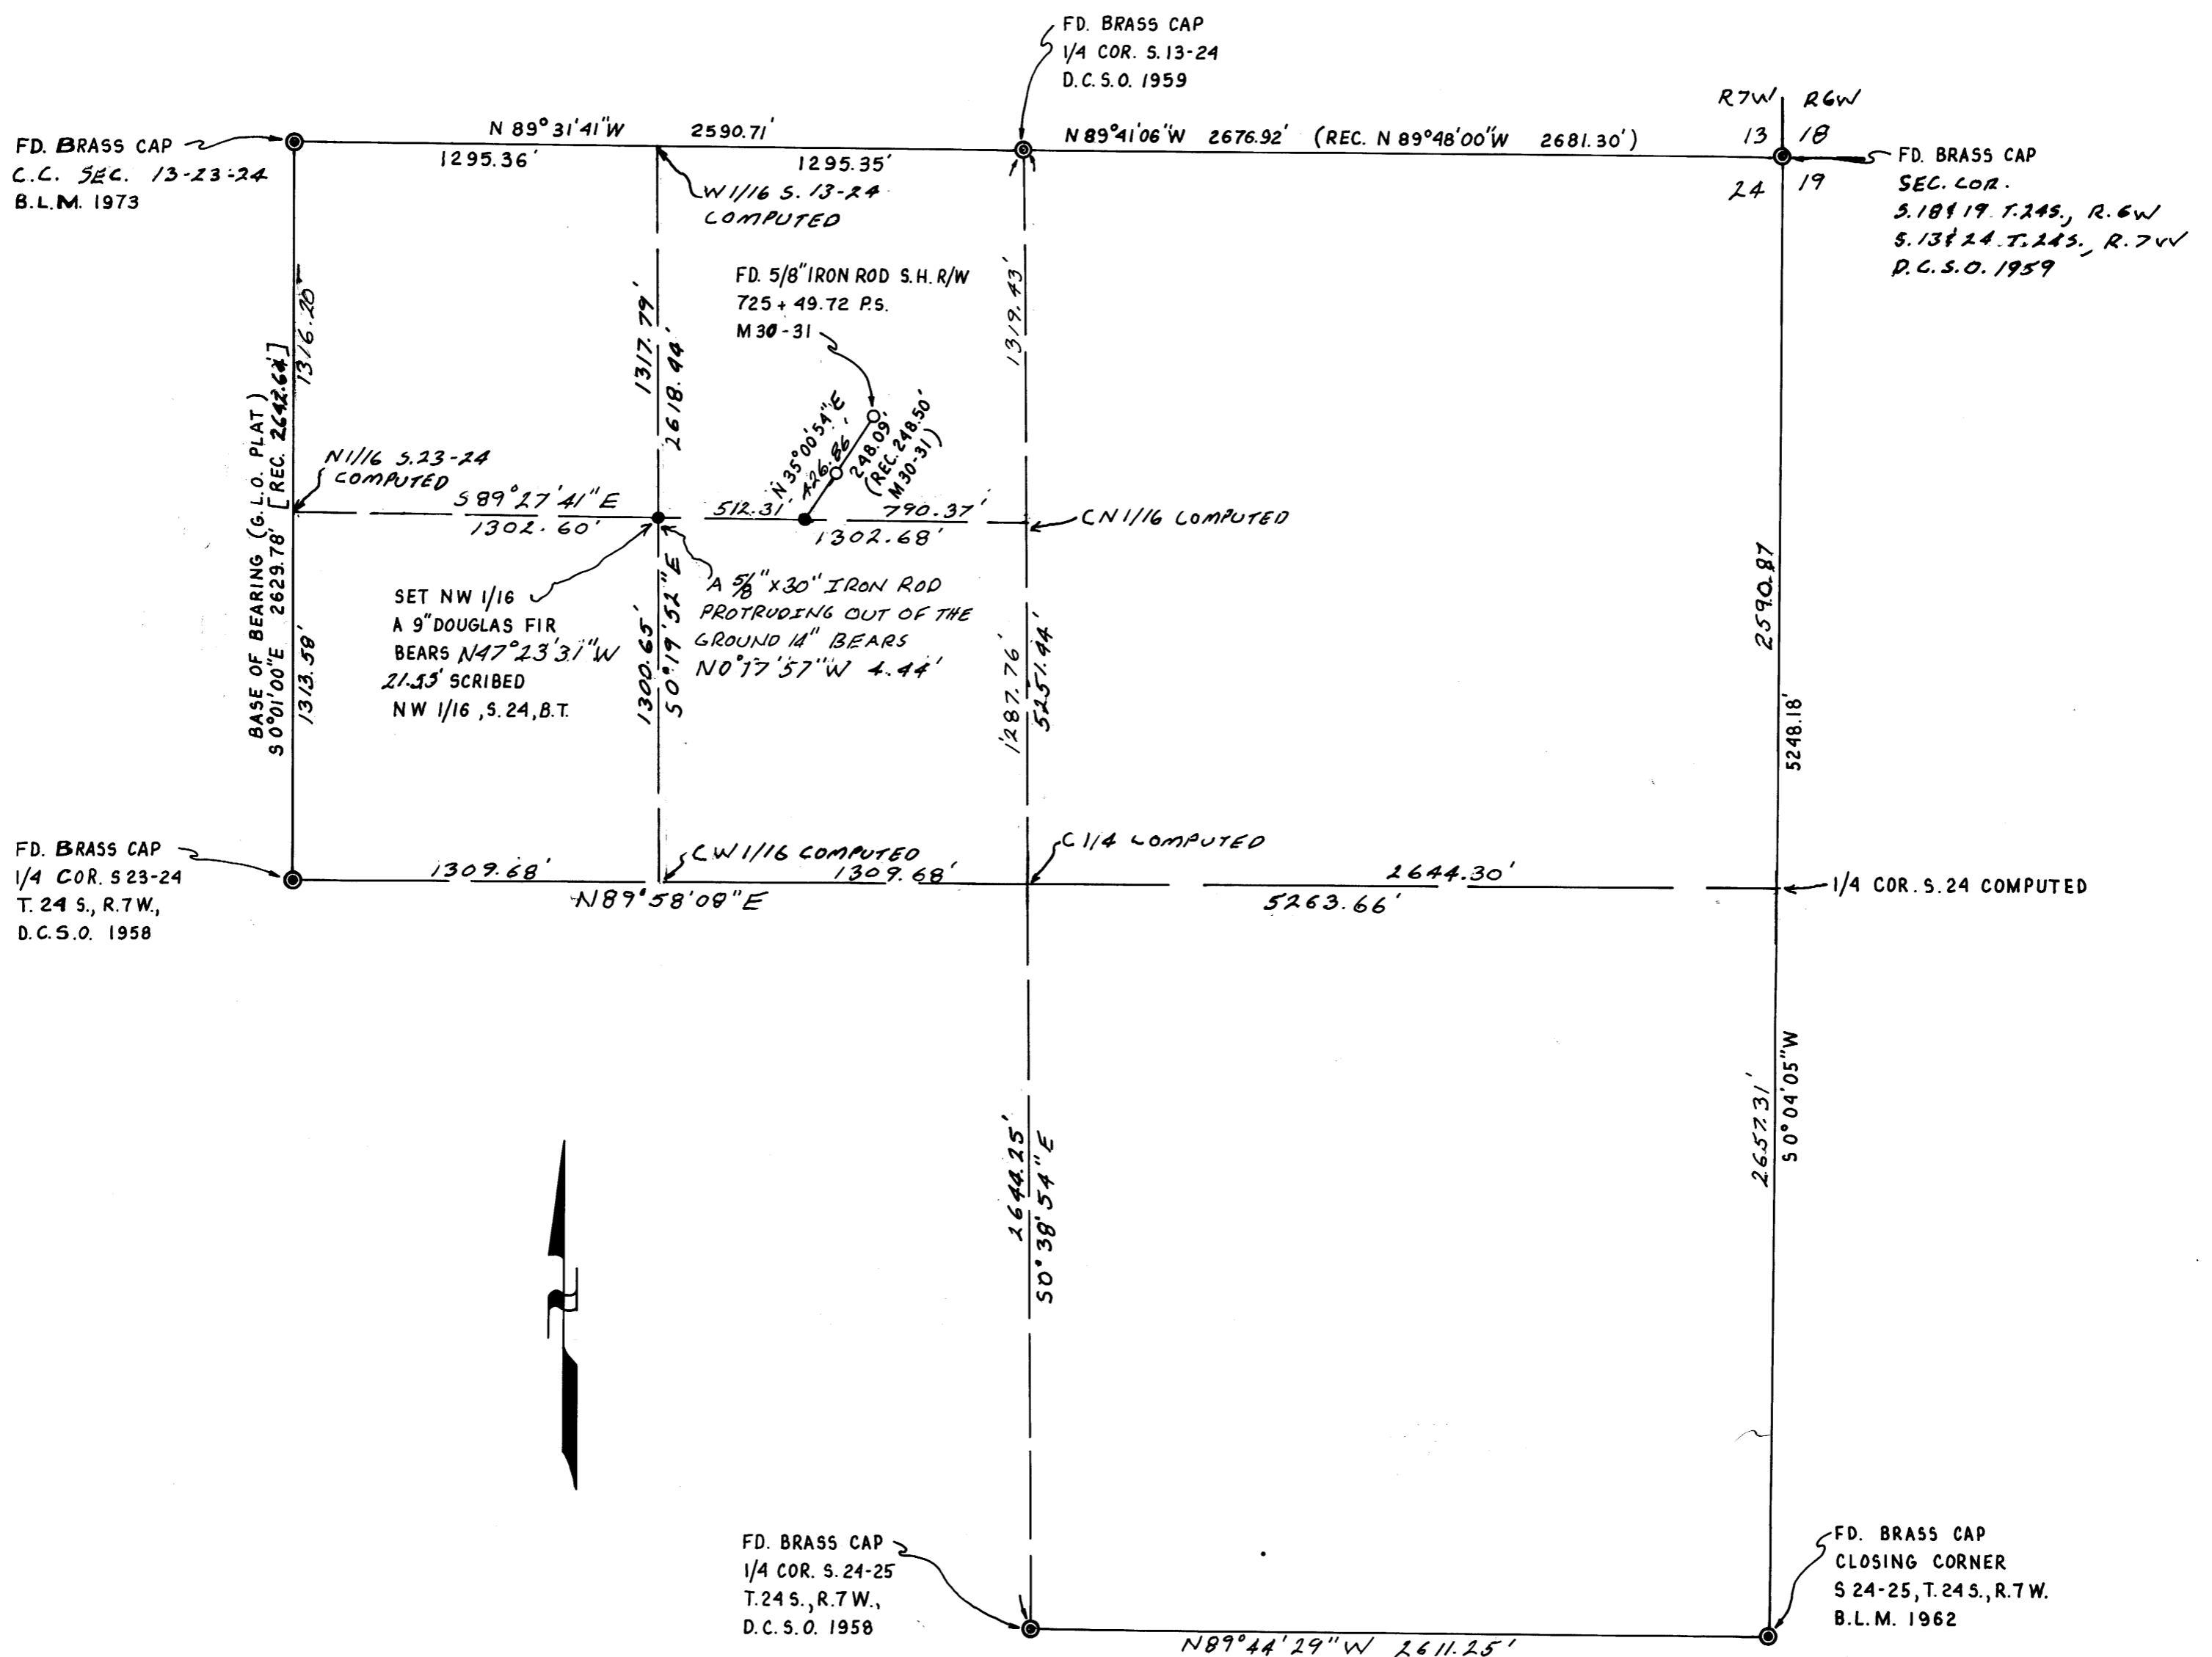 FD. BRASS CAP
1/4 COR. S. 13-24
D.C.S.O. 1959
R7W R6W
13 18
24 19
FD. BRASS CAP
C.C. SEC. 13-23-24
B.L.M. 1973
N 89°31'41"W 2590.71'
1295.36' 1295.35'
N 89°41'06"W 2676.92' (REC. N 89°48'00"W 2681.30')
FD. BRASS CAP
SEC. COR.
S.18&19 T.24S., R.6W
S.13&24 T.24S., R.7W
D.C.S.O. 1959
W 1/16 S. 13-24
COMPUTED
FD. 5/8" IRON ROD S.H. R/W
725 + 49.72 P.S.
M30-31
BASE OF BEARING (G.L.O. PLAT)
S 0°01'00"E 2629.78' [REC. 2642.64]
1316.20'
1313.58'
1317.79'
2618.44'
1319.43'
N 35°00'54"E
426.86'
248.09'
(REC. 248.50'
M30-31)
N 1/16 S.23-24
COMPUTED
S 89°27'41"E
1302.60'
512.31' 790.37'
1302.68'
CN 1/16 COMPUTED
SET NW 1/16
A 9" DOUGLAS FIR
BEARS N47°23'31"W
21.55' SCRIBED
NW 1/16, S.24, B.T.
A 5/8" X 30" IRON ROD
PROTRUDING OUT OF THE
GROUND 14" BEARS
N0°17'57"W 4.44'
1300.65'
S0°19'52"E
1287.76'
5251.44'
2590.87
5248.18'
FD. BRASS CAP
1/4 COR. S 23-24
T. 24 S., R.7 W.,
D.C.S.O. 1958
CW 1/16 COMPUTED
C 1/4 COMPUTED
1309.68' 1309.68' 2644.30'
N89°58'08"E 5263.66'
1/4 COR. S. 24 COMPUTED
2644.25'
S0°38'54"E
2657.31'
S 0°04'05"W
FD. BRASS CAP
1/4 COR. S. 24-25
T.24 S., R.7 W.,
D.C.S.O. 1958
FD. BRASS CAP
CLOSING CORNER
S 24-25, T.24 S., R.7 W.
B.L.M. 1962
N89°44'29"W 2611.25'